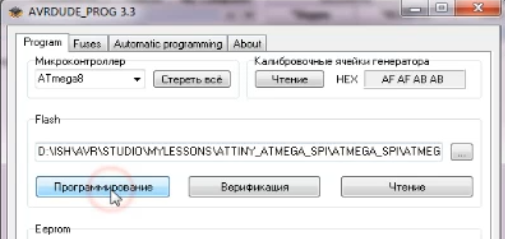 AVRDUDE_PROG 3.3
Program Fuses Automatic programming About
Микроконтроллер Калибровочные ячейки генератора
ATmega8 Стереть всё Чтение HEX AF AF AB AB
Flash
D:\ISH\AVR\STUDIO\MYLESSONS\ATTINY_ATMEGA_SPI\ATMEGA_SPI\ATMEG ...
Программирование Верификация Чтение
Eeprom